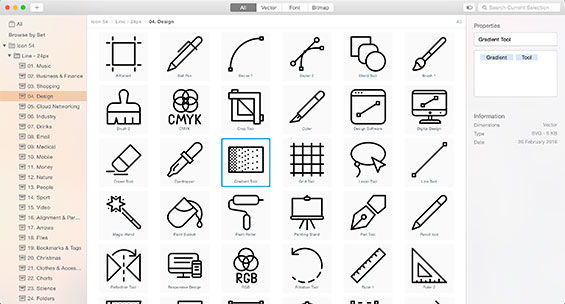 All
Vector
Font
Bitmap
Search Current Selection
All
Browse by Set
Icon 54
Line - 24px
01. Music
02. Business & Finance
03. Shopping
04. Design
05. Cloud Networking
06. Industry
07. Drinks
08. Email
09. Medical
10. Mobile
11. Money
12. Nature
13. People
14. Sport
15. Video
16. Alignment & Par...
17. Arrows
18. Files
19. Bookmarks & Tags
20. Christmas
21. Clothes & Access...
22. Charts
23. Science
24. Folders
Icon 54
Line - 24px
04. Design
Artboard
Ball Pen
Bezier 1
Bezier 2
Blend Tool
Brush 1
Brush 2
CMYK
CMYK
Crop Tool
Cutter
Design Software
Digital Design
Eraser Tool
Eyedropper
Gradient Tool
Grid Tool
Lasso Tool
Line Tool
Magic Wand
Paint Bucket
Paint Roller
Painting Stand
Pen Tool
Pencil Tool
Reflection Tool
Responsive Design
RGB
RGB
Rotation Tool
Ruler 1
Ruler 2
Properties
Gradient Tool
Gradient
Tool
Information
Dimensions
Vector
Type
SVG - 9 KB
Date
25 February 2016